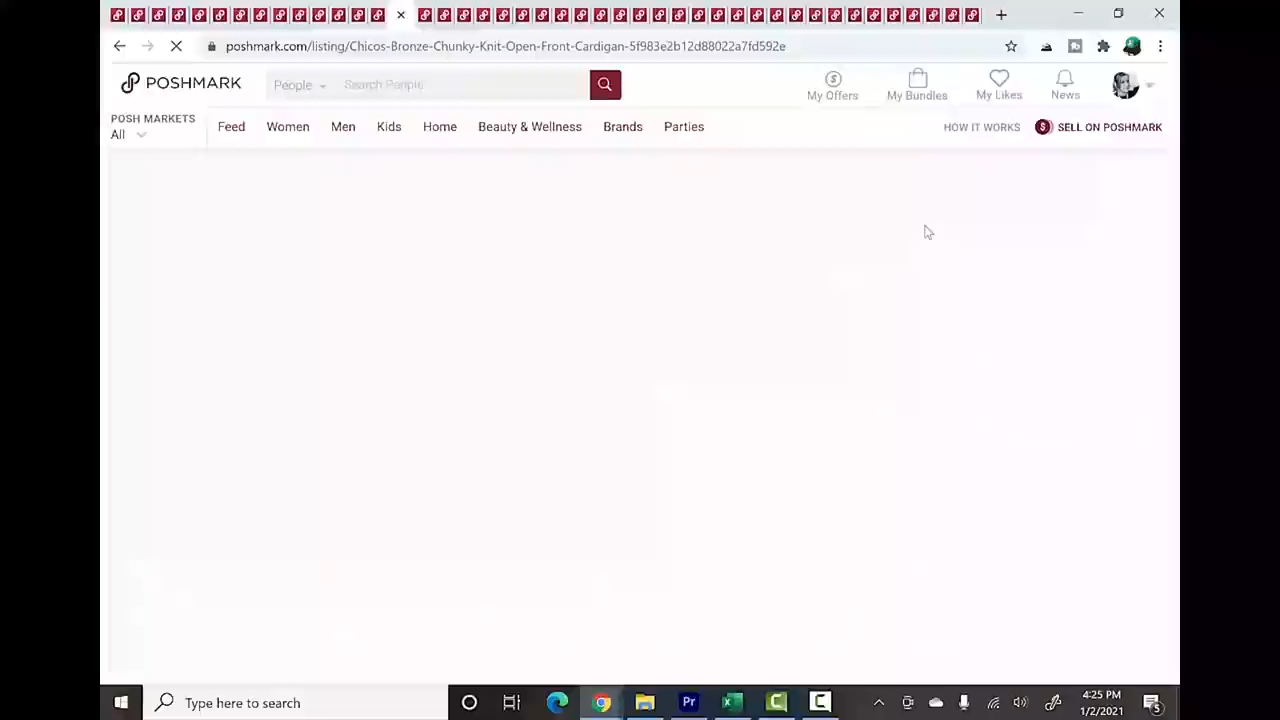 poshmark.com/listing/Chicos-Bronze-Chunky-Knit-Open-Front-Cardigan-5f983e2b12d88022a7fd592e
POSHMARK
People
Search People
My Offers
My Bundles
My Likes
News
POSH MARKETS
All
Feed
Women
Men
Kids
Home
Beauty & Wellness
Brands
Parties
HOW IT WORKS
$ SELL ON POSHMARK
Type here to search
Pr
4:25 PM
1/2/2021
5